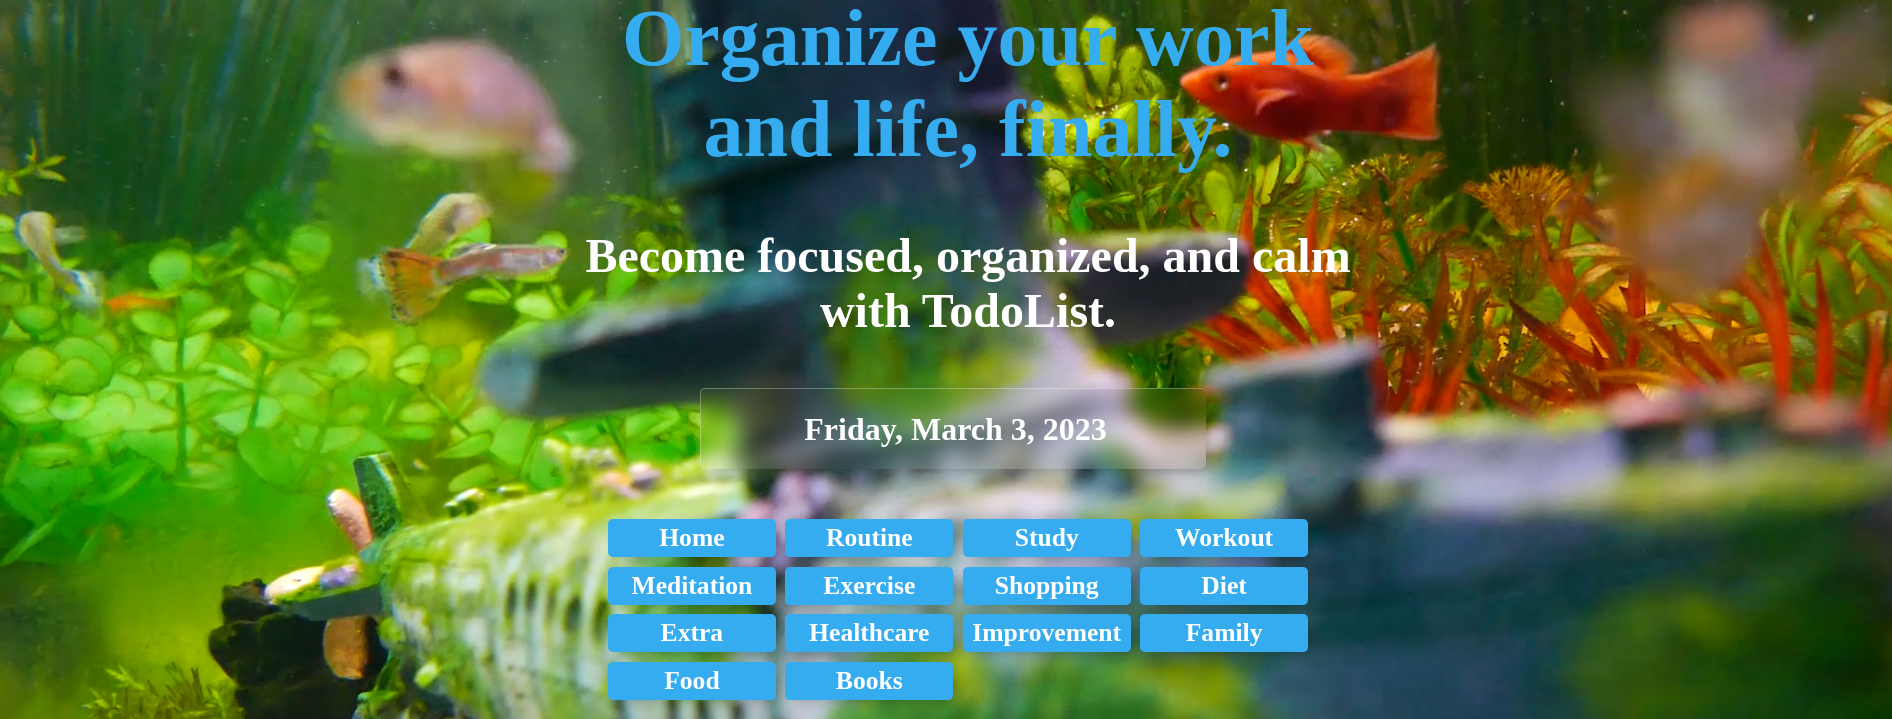 Organize your work
and life, finally.
Become focused, organized, and calm
with TodoList.
Friday, March 3, 2023
Home Routine Study Workout
Meditation Exercise Shopping Diet
Extra Healthcare Improvement Family
Food Books